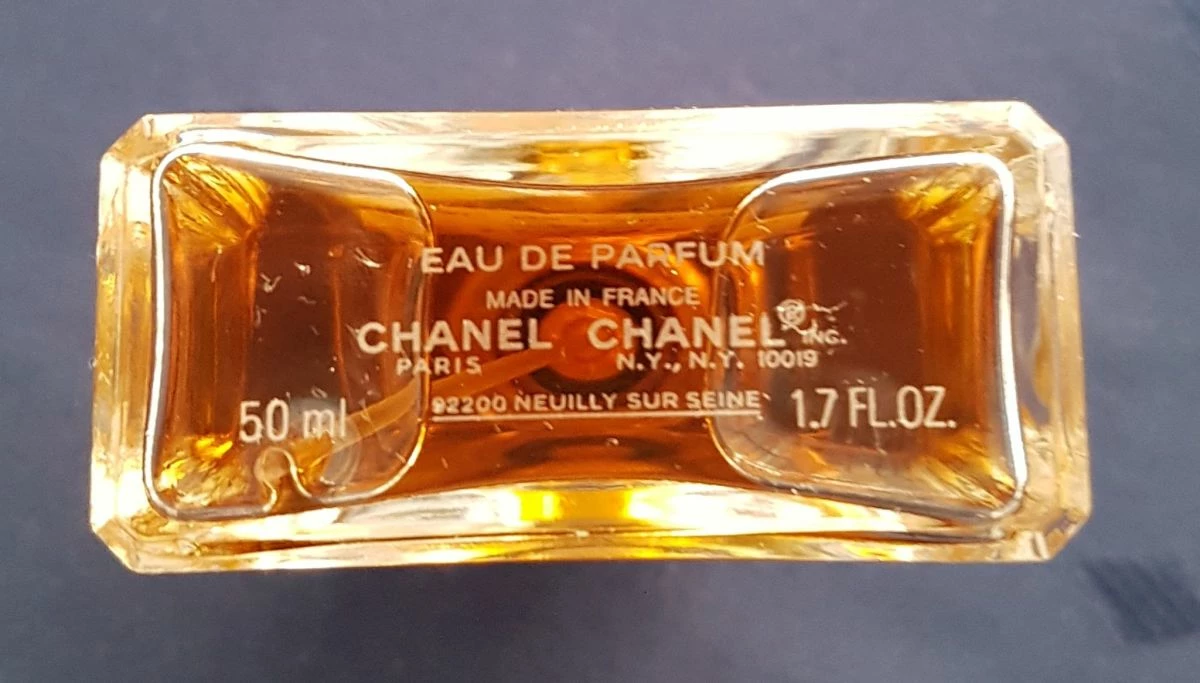 EAU DE PARFUM
MADE IN FRANCE
CHANEL CHANEL® INC.
PARIS N.Y., N.Y. 10019
92200 NEUILLY SUR SEINE
50 ml 1.7 FL.OZ.